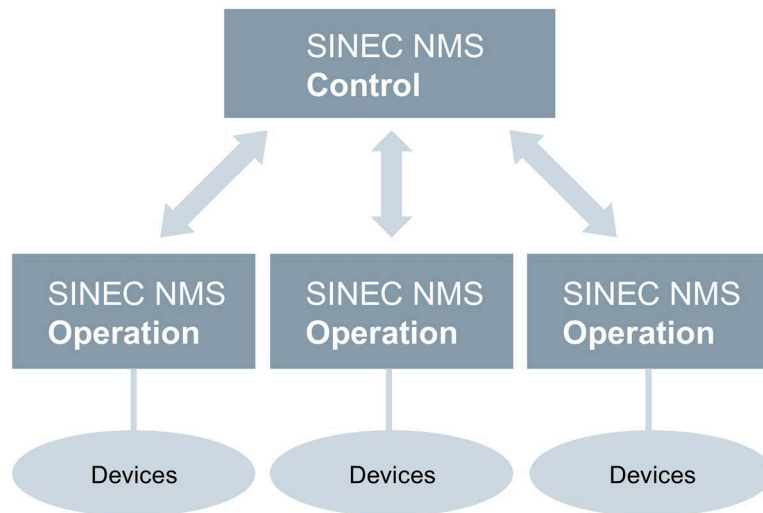 SINEC NMS
Control
SINEC NMS
Operation
SINEC NMS
Operation
SINEC NMS
Operation
Devices
Devices
Devices